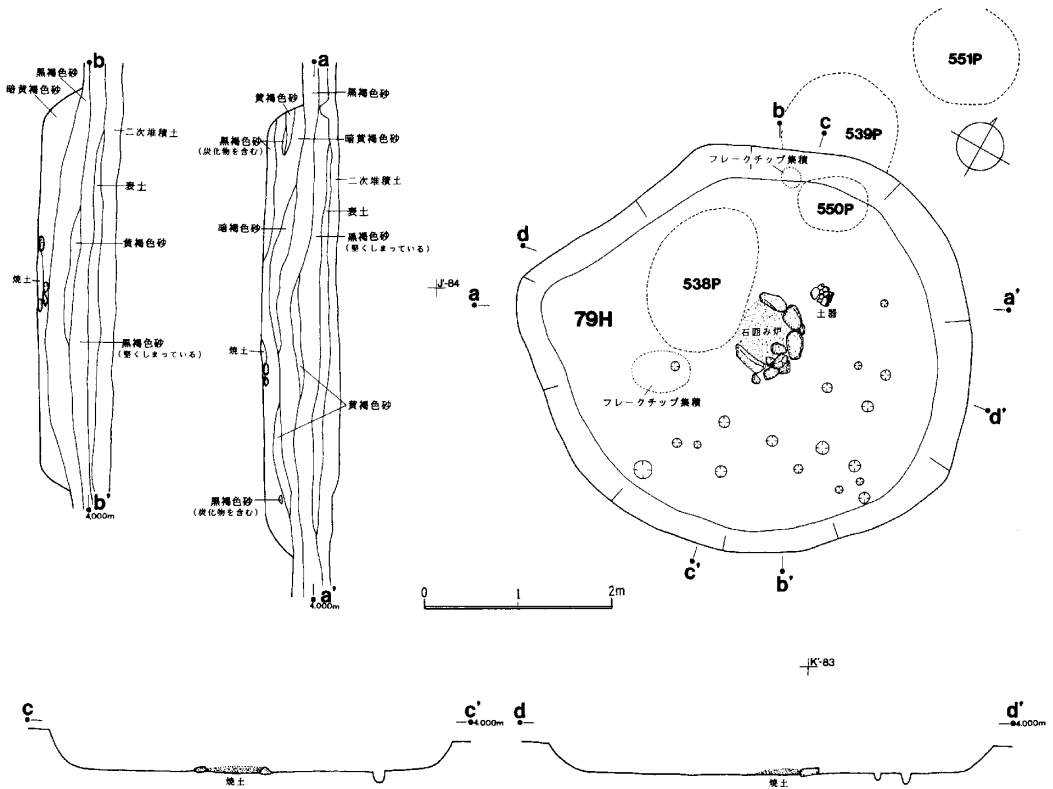 b
黒褐色砂
暗黄褐色砂
二次堆積土
表土
黄褐色砂
焼土
黒褐色砂
(堅くしまっている)
b'
4.000m
a
黄褐色砂
黒褐色砂
黒褐色砂
(炭化物を含む)
暗黄褐色砂
二次堆積土
表土
暗褐色砂
黒褐色砂
(堅くしまっている)
焼土
黄褐色砂
黒褐色砂
(炭化物を含む)
a'
4.000m
551P
539P
b
c
フレークチップ集積
550P
d
538P
J'-84
a
a'
79H
土器
石囲み炉
フレークチップ集積
d'
c'
b'
0 1 2m
K'-83
c
c'
4.000m
焼土
d
d'
4.000m
焼土